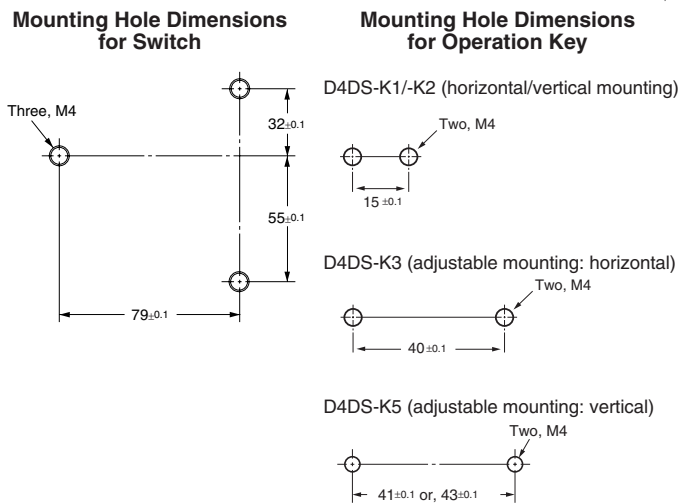 Mounting Hole Dimensions
for Switch
Three, M4
32±0.1
55±0.1
79±0.1
Mounting Hole Dimensions
for Operation Key
D4DS-K1/-K2 (horizontal/vertical mounting)
Two, M4
15 ±0.1
D4DS-K3 (adjustable mounting: horizontal)
Two, M4
40±0.1
D4DS-K5 (adjustable mounting: vertical)
Two, M4
41±0.1 or, 43±0.1